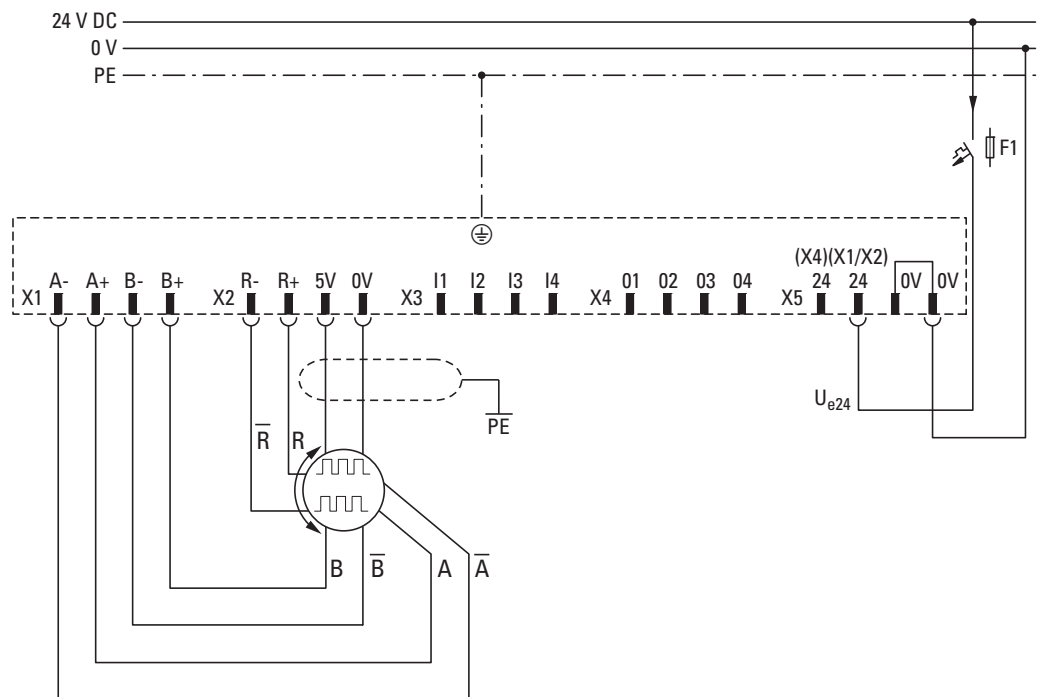 24 V DC
0 V
PE
F1
(X4)(X1/X2)
X1 A- A+ B- B+ X2 R- R+ 5V 0V X3 I1 I2 I3 I4 X4 01 02 03 04 X5 24 24 0V 0V
U_e24
PE
R̅ R
B B̅ A A̅